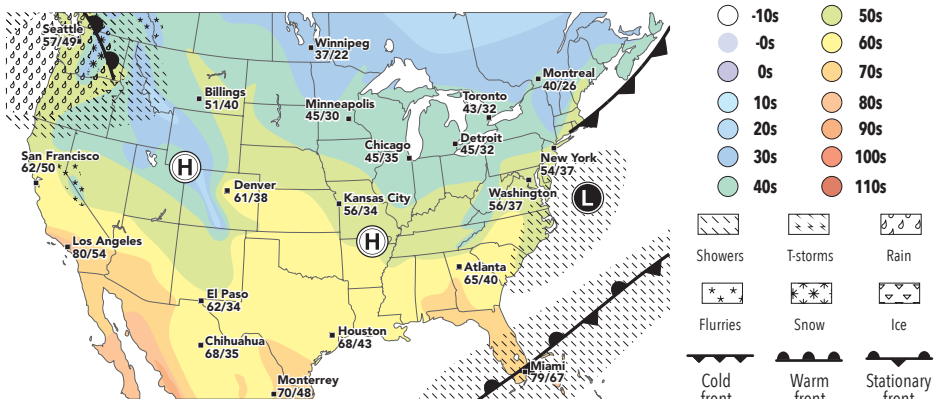 Seattle
57/49
Winnipeg
37/22
Billings
51/40
Minneapolis
45/30
Montreal
40/26
Toronto
43/32
Chicago
45/35
Detroit
45/32
New York
54/37
San Francisco
62/50
H
Denver
61/38
Kansas City
56/34
Washington
56/37
L
H
Los Angeles
80/54
Atlanta
65/40
El Paso
62/34
Chihuahua
68/35
Houston
68/43
Miami
79/67
Monterrey
70/48
-10s
50s
-0s
60s
0s
70s
10s
80s
20s
90s
30s
100s
40s
110s
Showers
T-storms
Rain
Flurries
Snow
Ice
Cold
front
Warm
front
Stationary
front